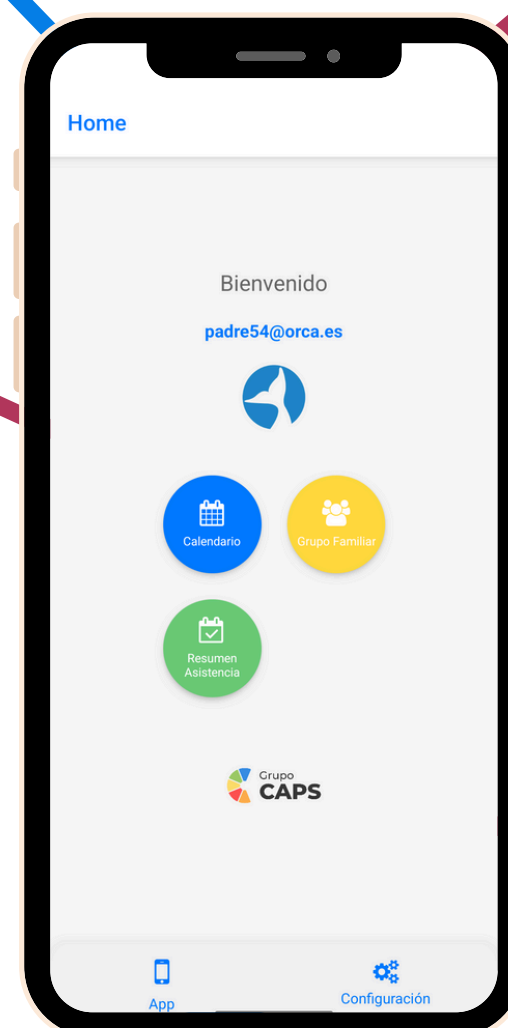 Home
Bienvenido
padre54@orca.es
Calendario
Grupo Familiar
Resumen
Asistencia
Grupo
CAPS
App
Configuración